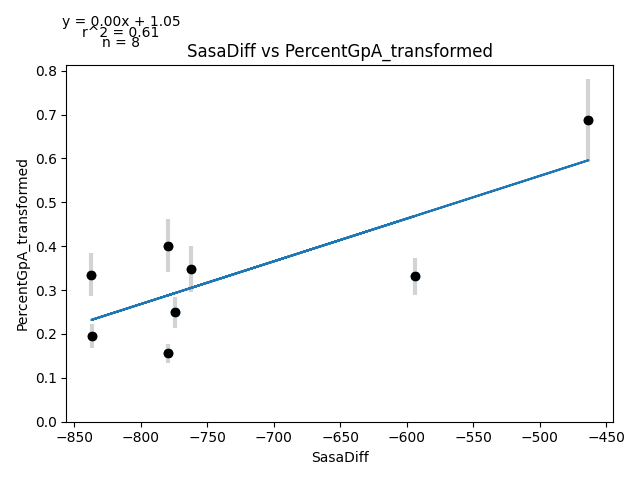 y = 0.00x + 1.05
r^2 = 0.61
n = 8
SasaDiff vs PercentGpA_transformed
0.8
0.7
0.6
0.5
0.4
0.3
0.2
0.1
0.0
PercentGpA_transformed
−850 −800 −750 −700 −650 −600 −550 −500 −450
SasaDiff